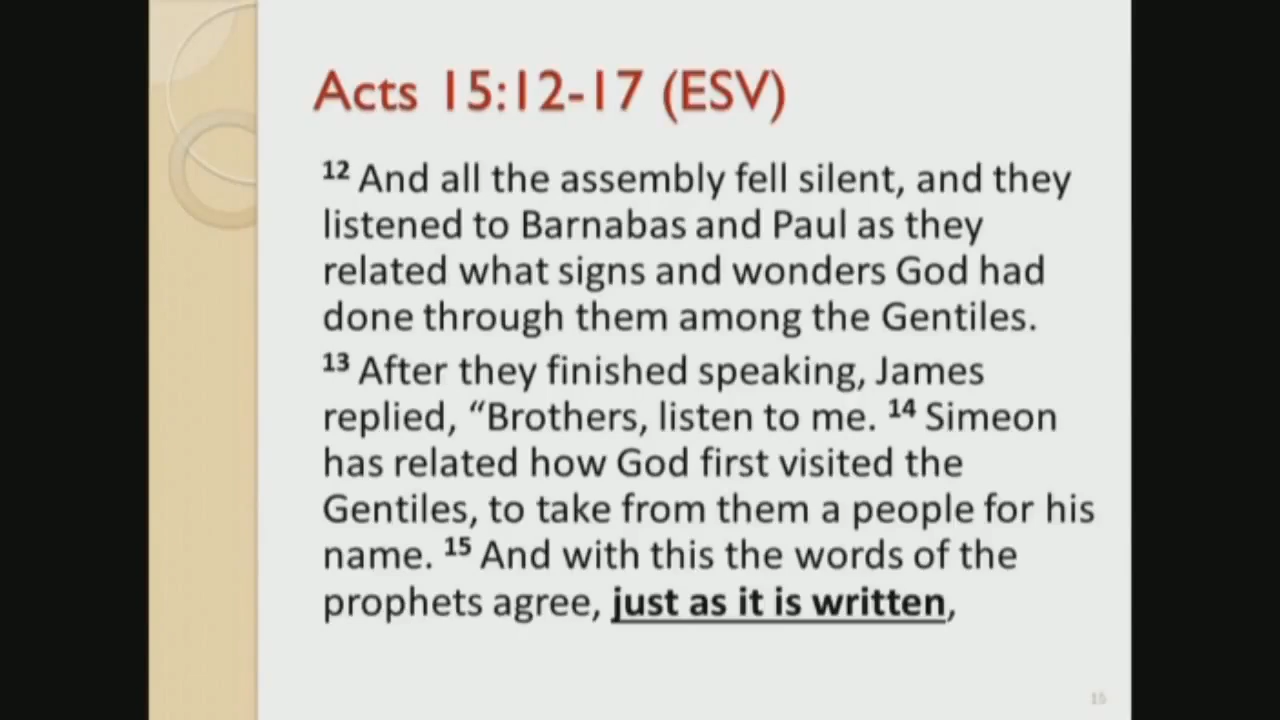 Acts 15:12-17 (ESV)
12 And all the assembly fell silent, and they
listened to Barnabas and Paul as they
related what signs and wonders God had
done through them among the Gentiles.
13 After they finished speaking, James
replied, “Brothers, listen to me. 14 Simeon
has related how God first visited the
Gentiles, to take from them a people for his
name. 15 And with this the words of the
prophets agree, just as it is written,
15